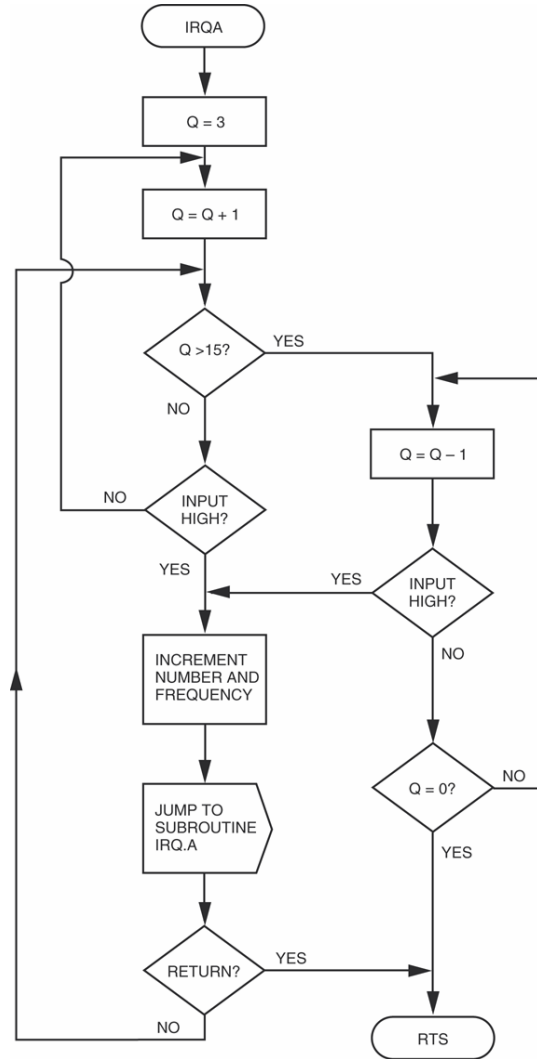 IRQA
Q = 3
Q = Q + 1
Q >15?
YES
NO
Q = Q – 1
INPUT
HIGH?
NO
YES
INPUT
HIGH?
YES
NO
INCREMENT
NUMBER AND
FREQUENCY
Q = 0?
NO
YES
JUMP TO
SUBROUTINE
IRQ.A
RETURN?
YES
NO
RTS